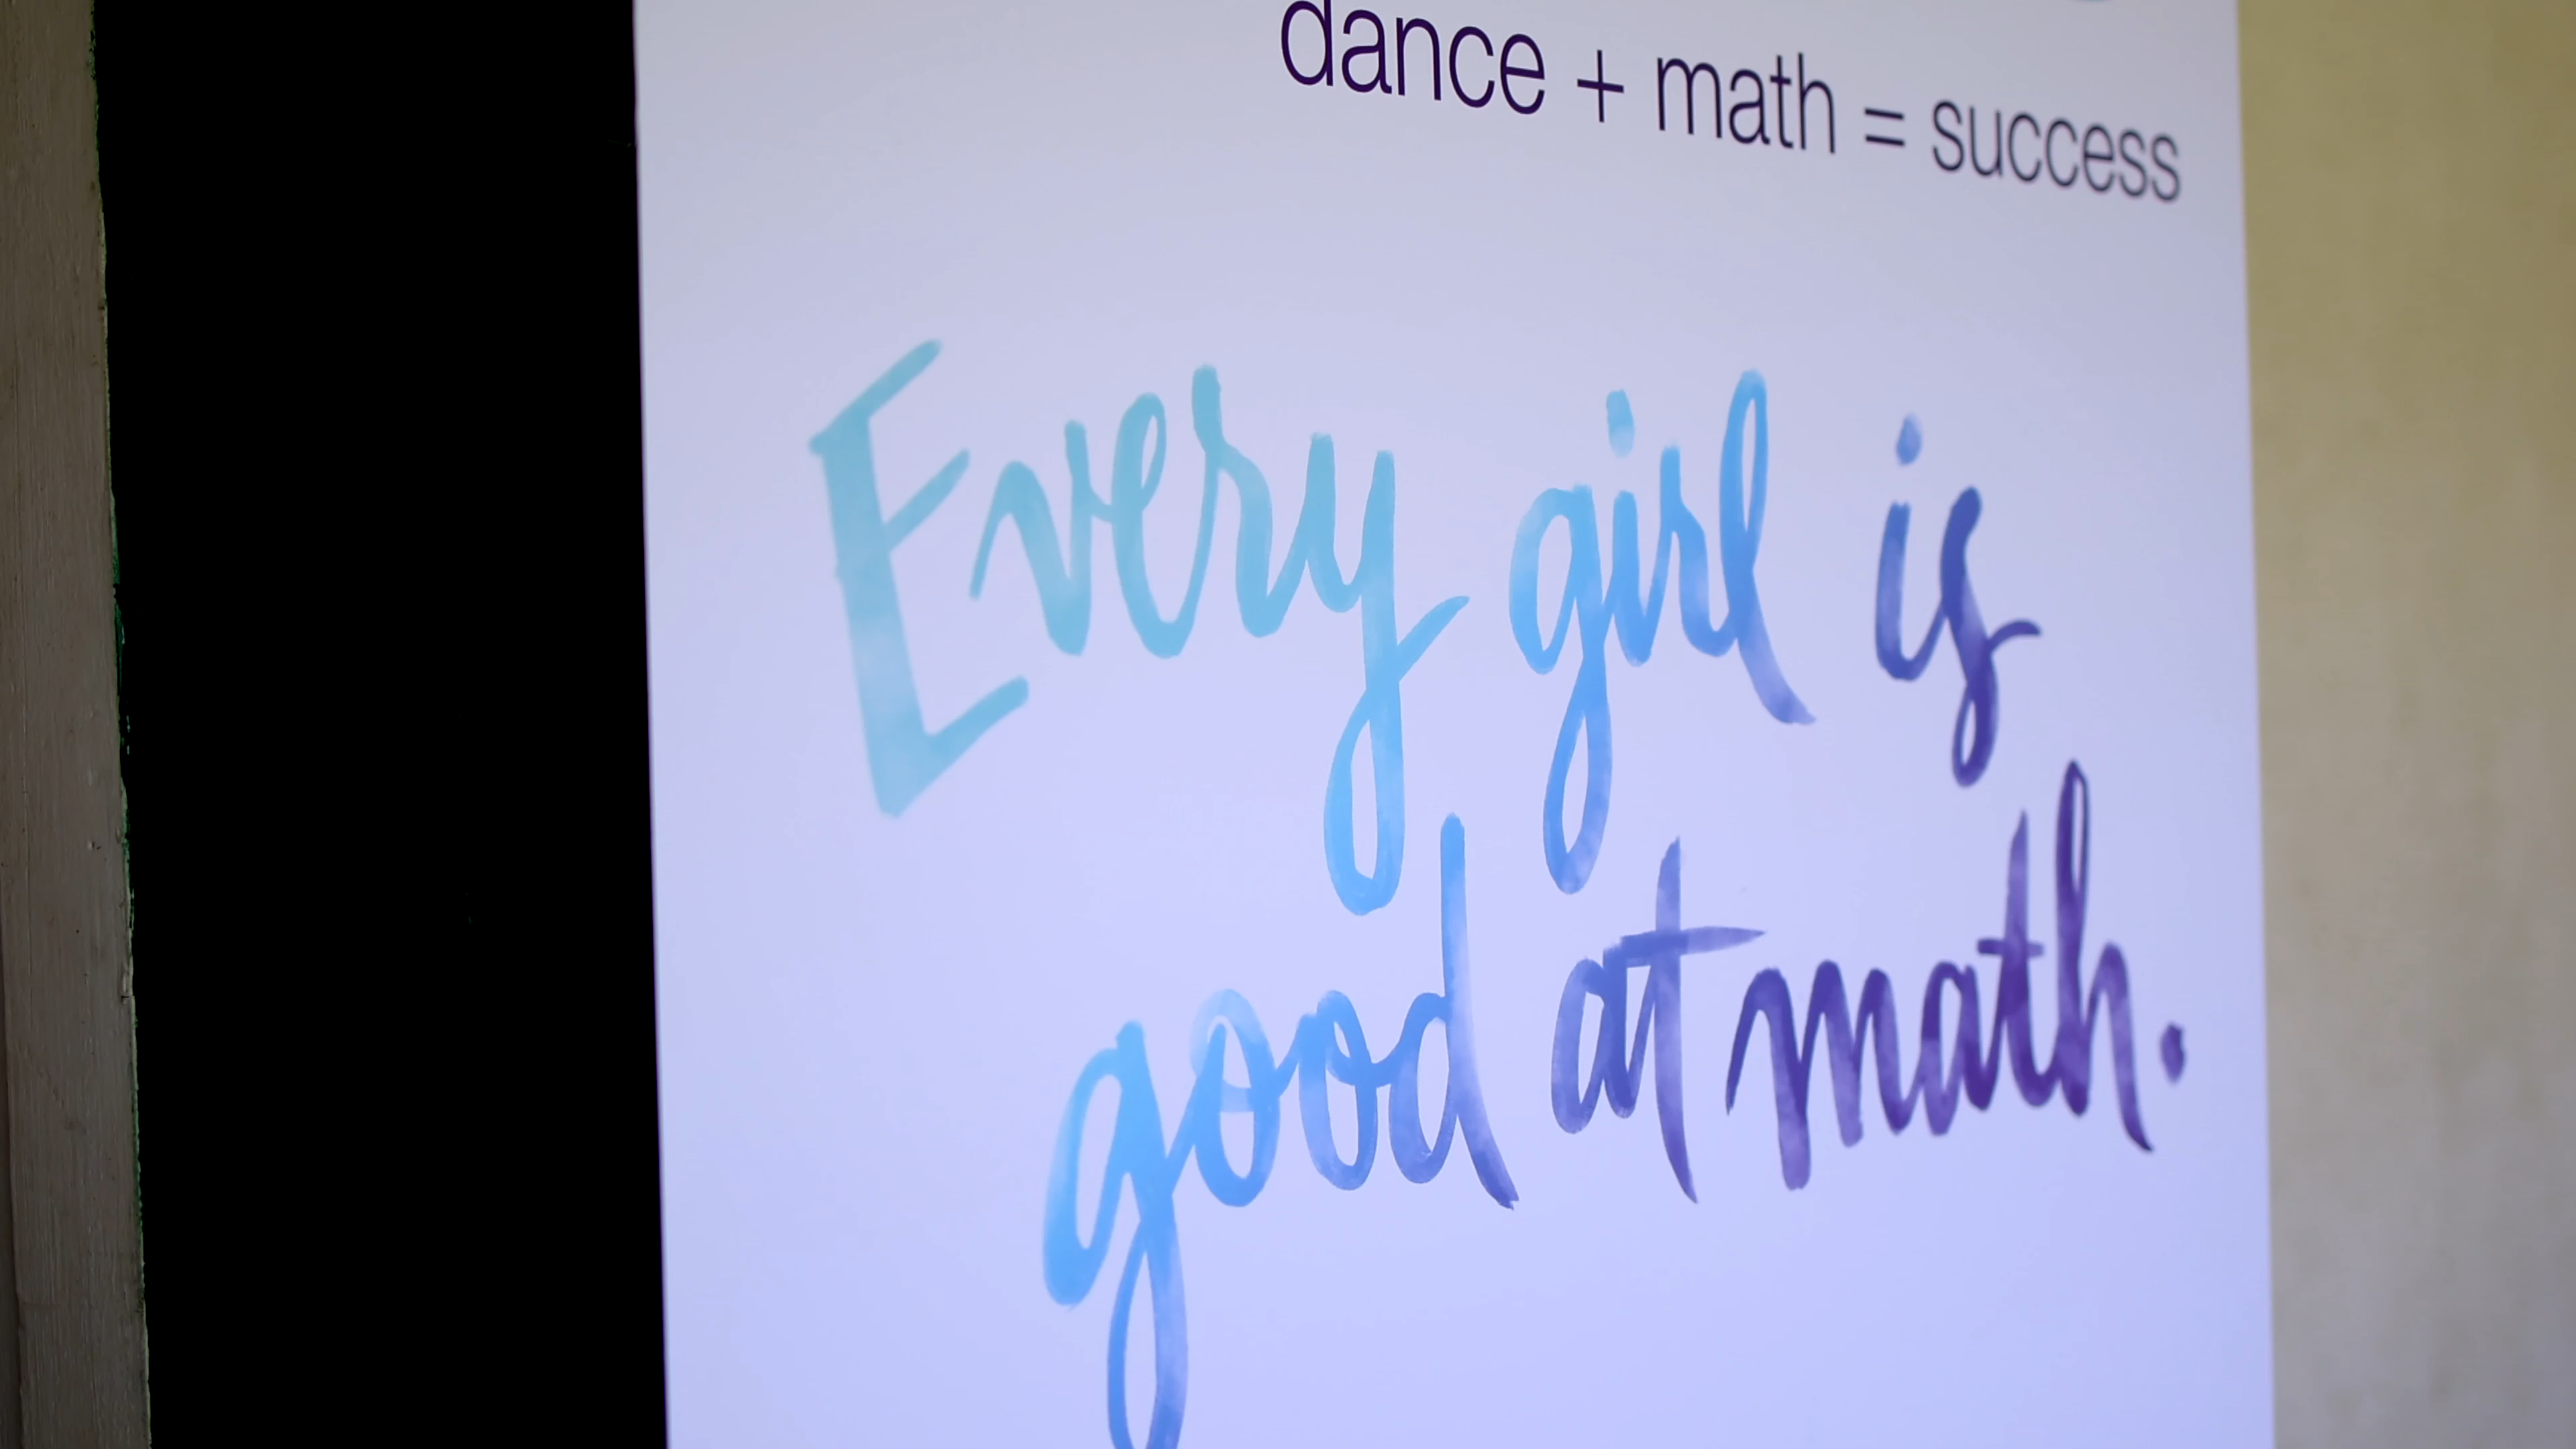 dance + math = success
Every girl is
good at math.